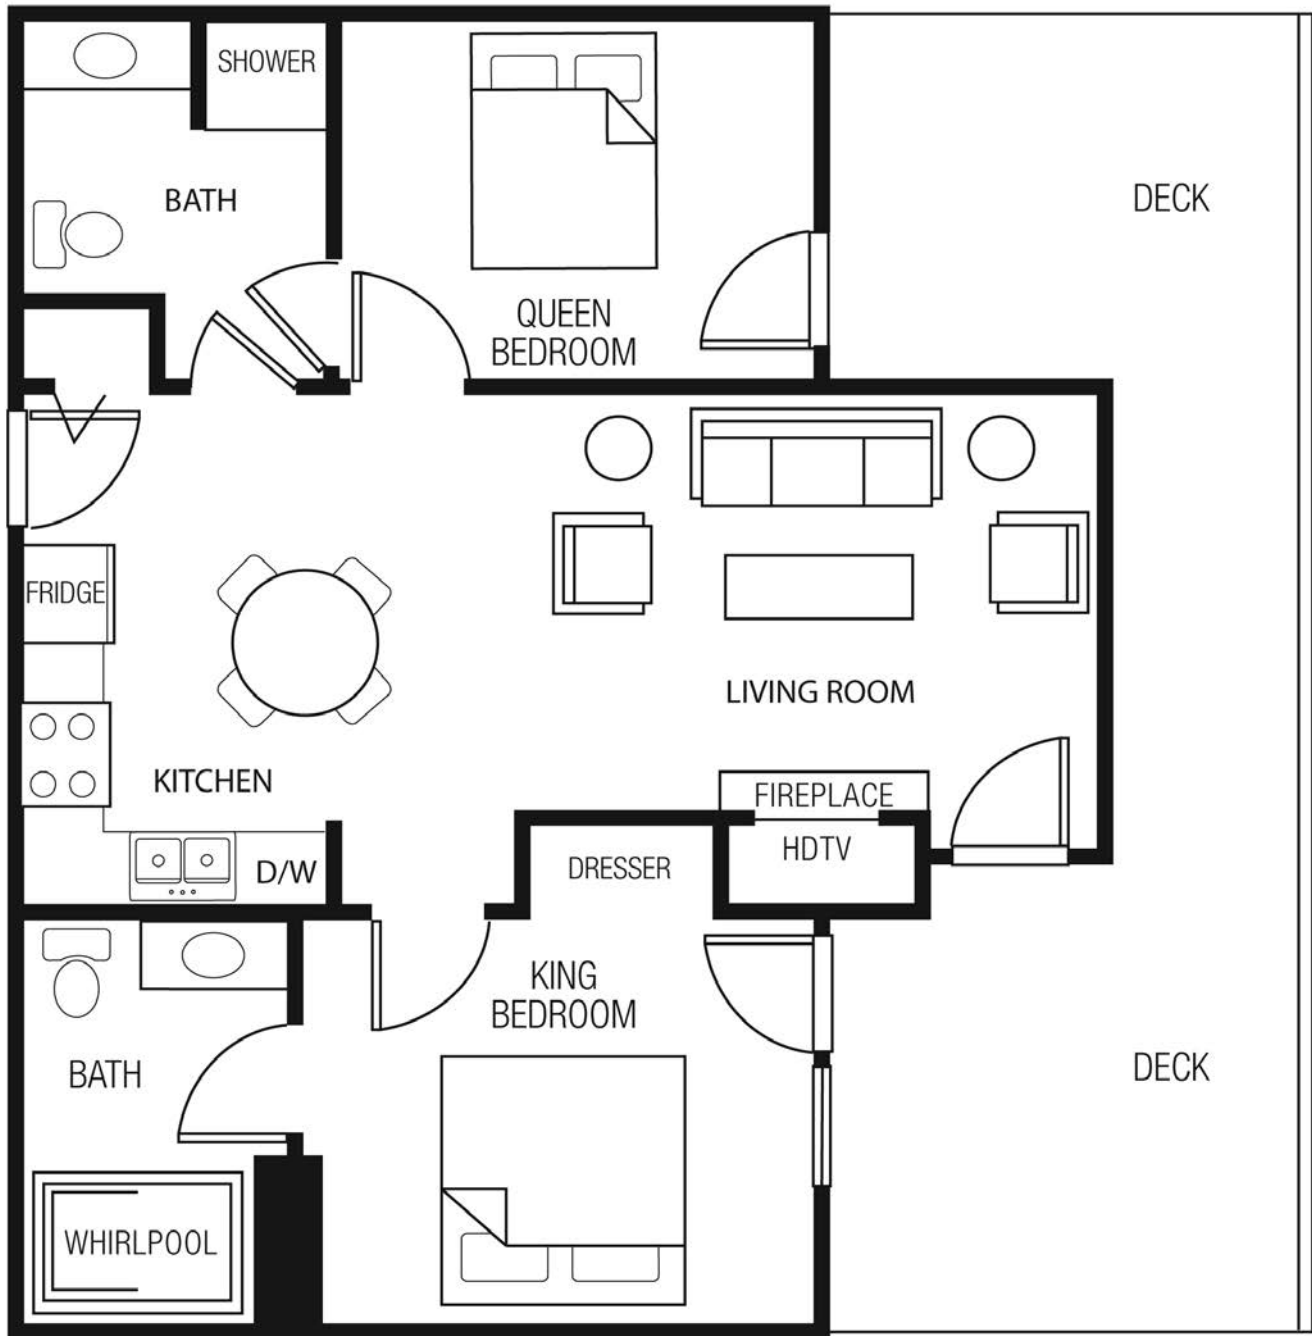 SHOWER
BATH
DECK
QUEEN
BEDROOM
FRIDGE
LIVING ROOM
KITCHEN
FIREPLACE
HDTV
D/W
DRESSER
KING
BEDROOM
BATH
DECK
WHIRLPOOL